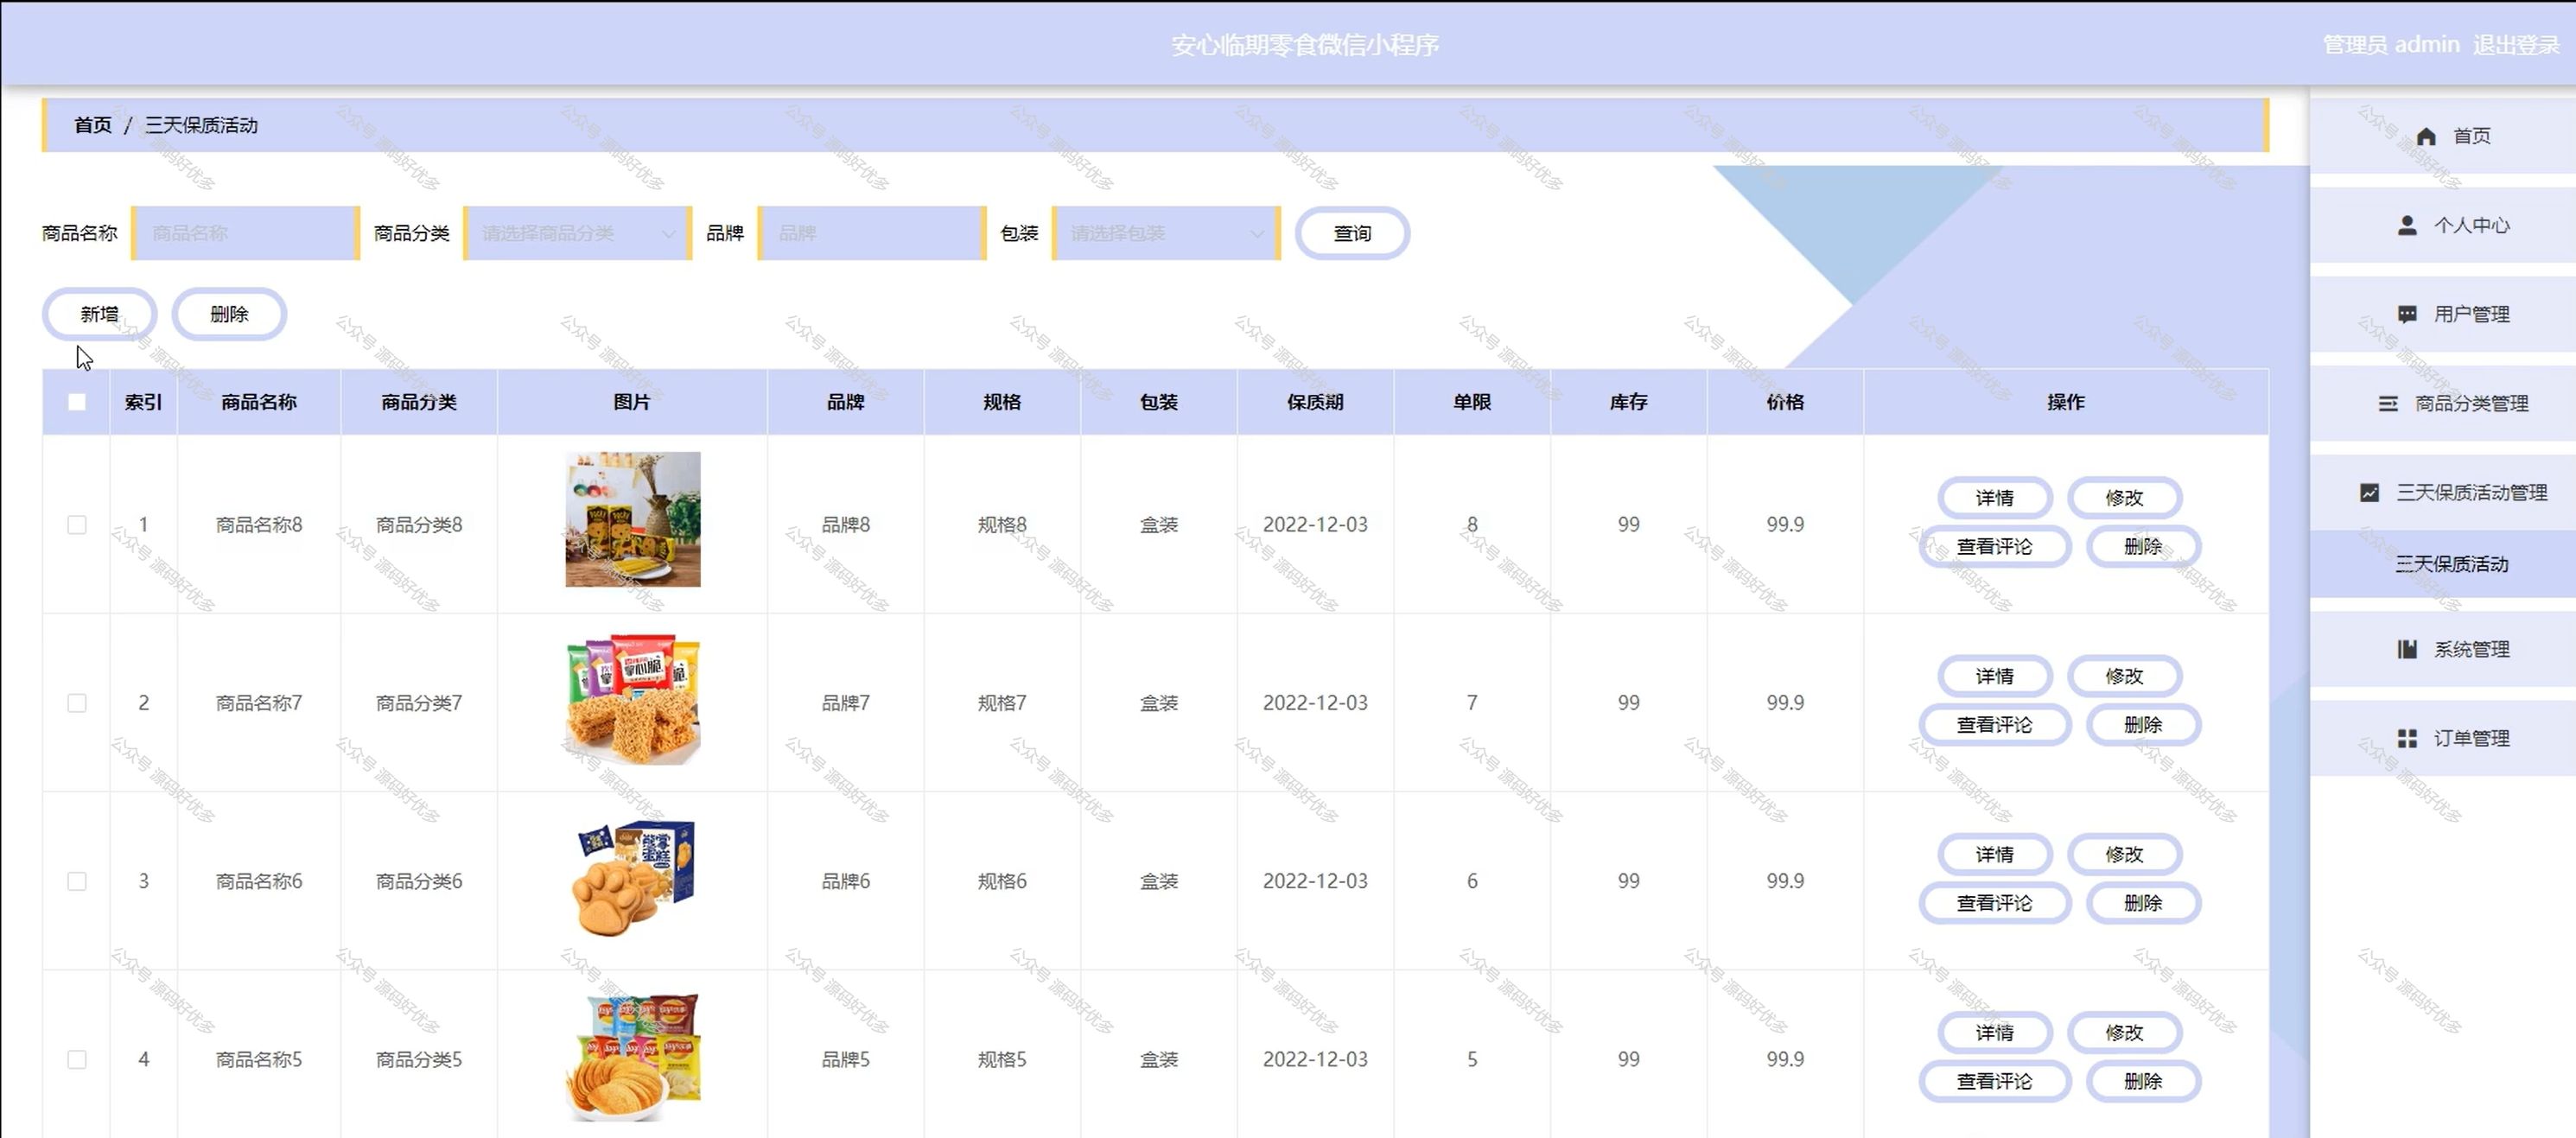 安心临期零食微信小程序
管理员 admin 退出登录
首页 / 三天保质活动
商品名称 商品名称 商品分类 请选择商品分类 品牌 品牌 包装 请选择包装 查询
新增 删除
索引 商品名称 商品分类 图片 品牌 规格 包装 保质期 单限 库存 价格 操作
1 商品名称8 商品分类8 品牌8 规格8 盒装 2022-12-03 8 99 99.9 详情 修改
查看评论 删除
2 商品名称7 商品分类7 品牌7 规格7 盒装 2022-12-03 7 99 99.9 详情 修改
查看评论 删除
3 商品名称6 商品分类6 品牌6 规格6 盒装 2022-12-03 6 99 99.9 详情 修改
查看评论 删除
4 商品名称5 商品分类5 品牌5 规格5 盒装 2022-12-03 5 99 99.9 详情 修改
查看评论 删除
首页
个人中心
用户管理
商品分类管理
三天保质活动管理
三天保质活动
系统管理
订单管理
公众号 源码好优多